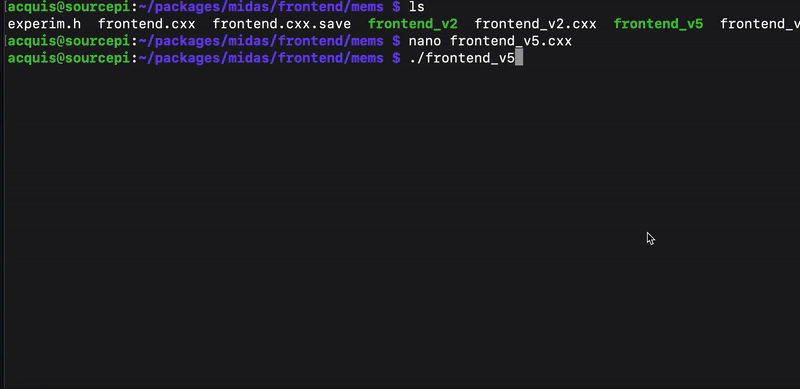 acquis@sourcepi:~/packages/midas/frontend/mems $ ls
experim.h  frontend.cxx  frontend.cxx.save  frontend_v2  frontend_v2.cxx  frontend_v5  frontend_v
acquis@sourcepi:~/packages/midas/frontend/mems $ nano frontend_v5.cxx
acquis@sourcepi:~/packages/midas/frontend/mems $ ./frontend_v5